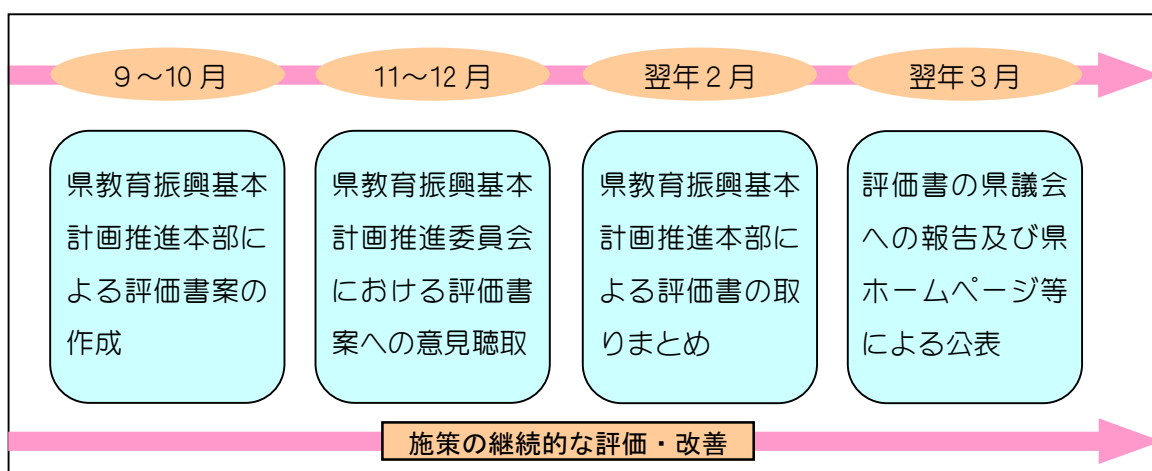 ９～10月
11～12月
翌年２月
翌年３月
県教育振興基本
計画推進本部に
よる評価書案の
作成
県教育振興基本
計画推進委員会
における評価書
案への意見聴取
県教育振興基本
計画推進本部に
よる評価書の取
りまとめ
評価書の県議会
への報告及び県
ホームページ等
による公表
施策の継続的な評価・改善